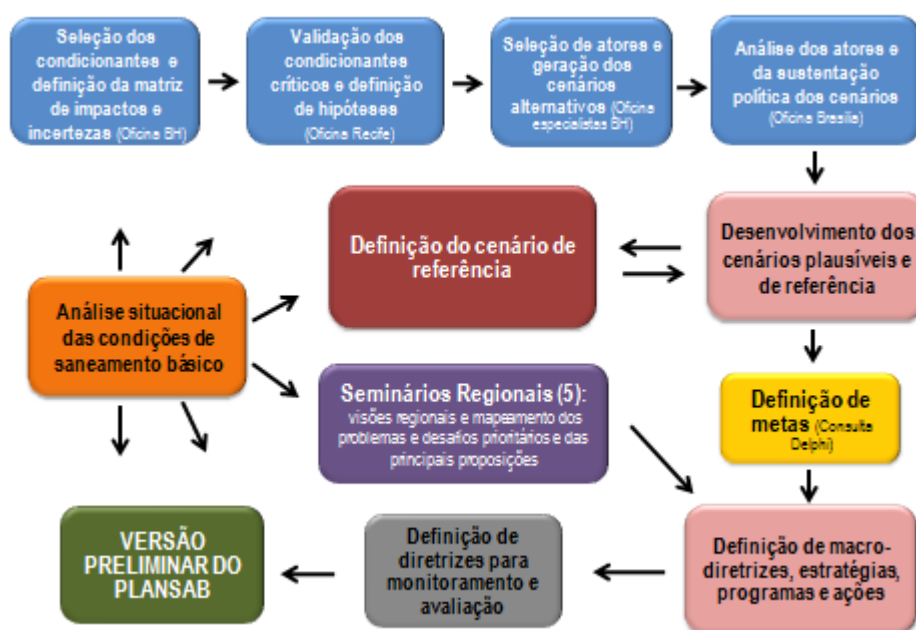 Seleção dos
condicionantes e
definição da matriz
de impactos e
incertezas (Oficina BH)
Validação dos
condicionantes
críticos e definição
de hipóteses
(Oficina Recife)
Seleção de atores e
geração dos
cenários
alternativos (Oficina
especialistas BH)
Análise dos atores e
da sustentação
política dos cenários
(Oficina Brasília)
Definição do cenário de
referência
Desenvolvimento dos
cenários plausíveis e
de referência
Análise situacional
das condições de
saneamento básico
Seminários Regionais (5):
visões regionais e mapeamento dos
problemas e desafios prioritários e das
principais proposições
Definição de
metas (Consulta
Delphi)
VERSÃO
PRELIMINAR DO
PLANSAB
Definição de
diretrizes para
monitoramento e
avaliação
Definição de macro-
diretrizes, estratégias,
programas e ações